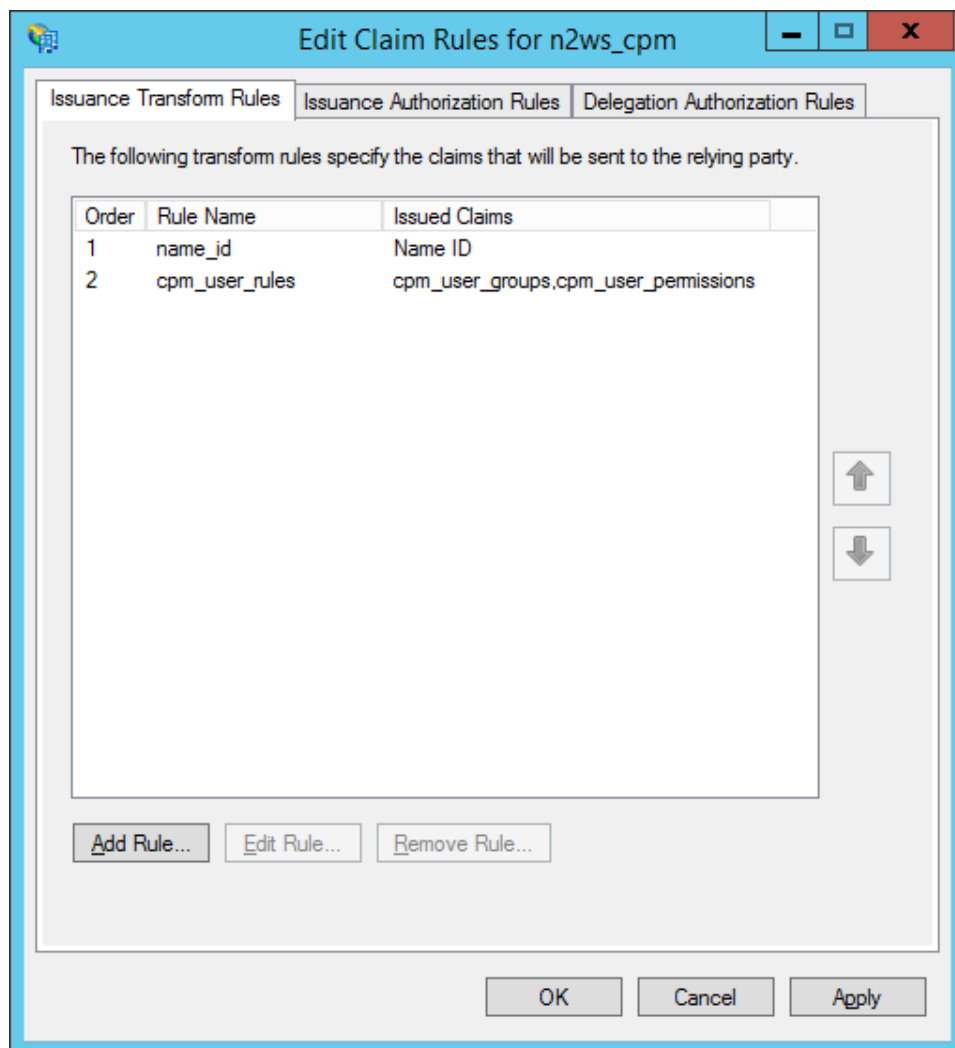 Edit Claim Rules for n2ws_cpm
Issuance Transform Rules Issuance Authorization Rules Delegation Authorization Rules
The following transform rules specify the claims that will be sent to the relying party.
Order Rule Name Issued Claims
1 name_id Name ID
2 cpm_user_rules cpm_user_groups,cpm_user_permissions
Add Rule... Edit Rule... Remove Rule...
OK Cancel Apply